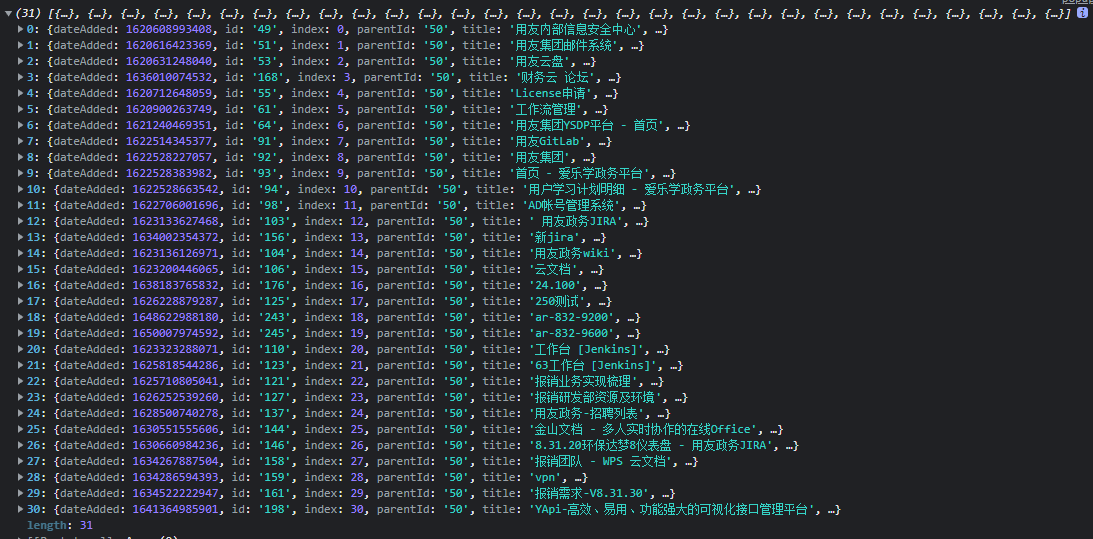 (31) [{…}, {…}, {…}, {…}, {…}, {…}, {…}, {…}, {…}, {…}, {…}, {…}, {…}, {…}, {…}, {…}, {…}, {…}, {…}, {…}, {…}, {…}, {…}, {…}, {…}, {…}, {…}, {…}, {…}, {…}, {…}]
0: {dateAdded: 1620608993408, id: '49', index: 0, parentId: '50', title: '用友内部信息安全中心', …}
1: {dateAdded: 1620616423369, id: '51', index: 1, parentId: '50', title: '用友集团邮件系统', …}
2: {dateAdded: 1620631248040, id: '53', index: 2, parentId: '50', title: '用友云盘', …}
3: {dateAdded: 1636010074532, id: '168', index: 3, parentId: '50', title: '财务云 论坛', …}
4: {dateAdded: 1620712648059, id: '55', index: 4, parentId: '50', title: 'License申请', …}
5: {dateAdded: 1620900263749, id: '61', index: 5, parentId: '50', title: '工作流管理', …}
6: {dateAdded: 1621240469351, id: '64', index: 6, parentId: '50', title: '用友集团YSDP平台 - 首页', …}
7: {dateAdded: 1622514345377, id: '91', index: 7, parentId: '50', title: '用友GitLab', …}
8: {dateAdded: 1622528227057, id: '92', index: 8, parentId: '50', title: '用友集团', …}
9: {dateAdded: 1622528383982, id: '93', index: 9, parentId: '50', title: '首页 - 爱乐学政务平台', …}
10: {dateAdded: 1622528663542, id: '94', index: 10, parentId: '50', title: '用户学习计划明细 - 爱乐学政务平台', …}
11: {dateAdded: 1622706001696, id: '98', index: 11, parentId: '50', title: 'AD帐号管理系统', …}
12: {dateAdded: 1623133627468, id: '103', index: 12, parentId: '50', title: ' 用友政务JIRA', …}
13: {dateAdded: 1634002354372, id: '156', index: 13, parentId: '50', title: '新jira', …}
14: {dateAdded: 1623136126971, id: '104', index: 14, parentId: '50', title: '用友政务wiki', …}
15: {dateAdded: 1623200446065, id: '106', index: 15, parentId: '50', title: '云文档', …}
16: {dateAdded: 1638183765832, id: '176', index: 16, parentId: '50', title: '24.100', …}
17: {dateAdded: 1626228879287, id: '125', index: 17, parentId: '50', title: '250测试', …}
18: {dateAdded: 1648622988180, id: '243', index: 18, parentId: '50', title: 'ar-832-9200', …}
19: {dateAdded: 1650007974592, id: '245', index: 19, parentId: '50', title: 'ar-832-9600', …}
20: {dateAdded: 1623323288071, id: '110', index: 20, parentId: '50', title: '工作台 [Jenkins]', …}
21: {dateAdded: 1625818544286, id: '123', index: 21, parentId: '50', title: '63工作台 [Jenkins]', …}
22: {dateAdded: 1625710805041, id: '121', index: 22, parentId: '50', title: '报销业务实现梳理', …}
23: {dateAdded: 1626252539260, id: '127', index: 23, parentId: '50', title: '报销研发部资源及环境', …}
24: {dateAdded: 1628500740278, id: '137', index: 24, parentId: '50', title: '用友政务-招聘列表', …}
25: {dateAdded: 1630551555606, id: '144', index: 25, parentId: '50', title: '金山文档 - 多人实时协作的在线Office', …}
26: {dateAdded: 1630660984236, id: '146', index: 26, parentId: '50', title: '8.31.20环保达梦8仪表盘 - 用友政务JIRA', …}
27: {dateAdded: 1634267887504, id: '158', index: 27, parentId: '50', title: '报销团队 - WPS 云文档', …}
28: {dateAdded: 1634286594393, id: '159', index: 28, parentId: '50', title: 'vpn', …}
29: {dateAdded: 1634522222947, id: '161', index: 29, parentId: '50', title: '报销需求-V8.31.30', …}
30: {dateAdded: 1641364985901, id: '198', index: 30, parentId: '50', title: 'YApi-高效、易用、功能强大的可视化接口管理平台', …}
length: 31